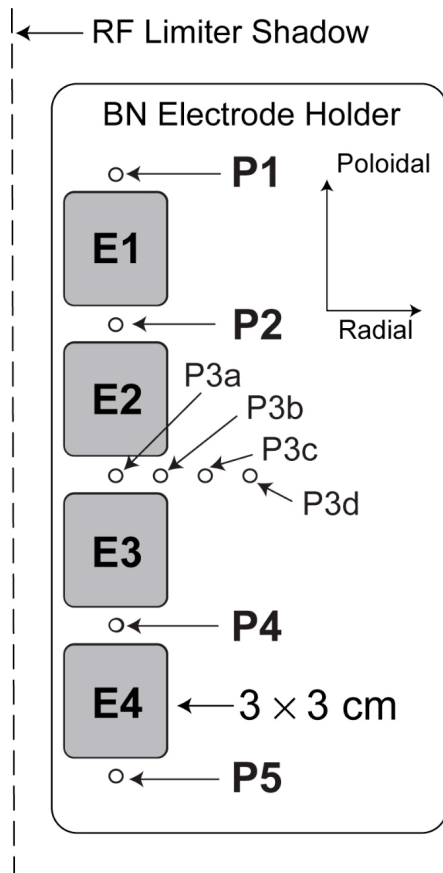 RF Limiter Shadow
BN Electrode Holder
Poloidal
P1
E1
Radial
P2
P3a
E2
P3b
P3c
P3d
E3
P4
E4
3 × 3 cm
P5